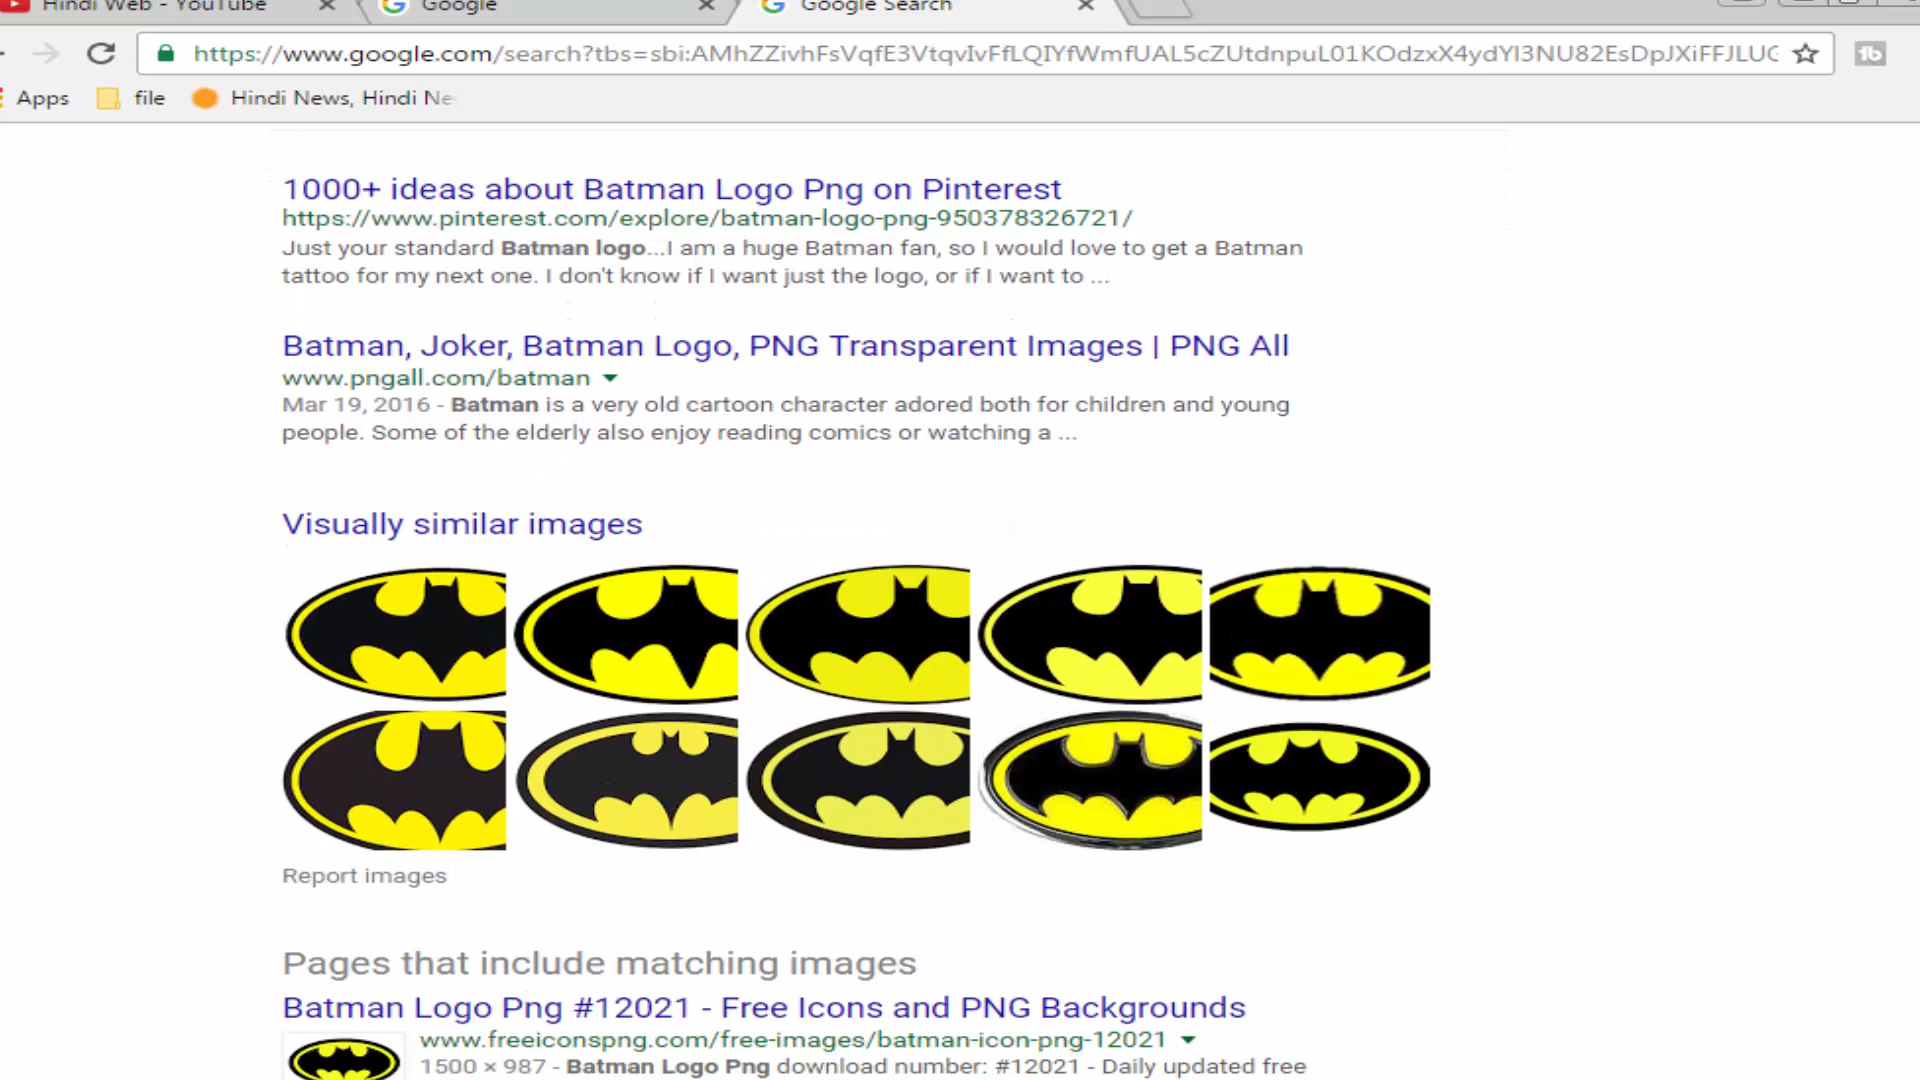 Hindi Web - YouTube
Google
Google Search
https://www.google.com/search?tbs=sbi:AMhZZivhFsVqfE3VtqvIvFfLQIYfWmfUAL5cZUtdnpuL01KOdzxX4ydYI3NU82EsDpJXiFFJLUC
Apps
file
Hindi News, Hindi Ne
1000+ ideas about Batman Logo Png on Pinterest
https://www.pinterest.com/explore/batman-logo-png-950378326721/
Just your standard Batman logo...I am a huge Batman fan, so I would love to get a Batman
tattoo for my next one. I don't know if I want just the logo, or if I want to ...
Batman, Joker, Batman Logo, PNG Transparent Images | PNG All
www.pngall.com/batman
Mar 19, 2016 - Batman is a very old cartoon character adored both for children and young
people. Some of the elderly also enjoy reading comics or watching a ...
Visually similar images
Report images
Pages that include matching images
Batman Logo Png #12021 - Free Icons and PNG Backgrounds
www.freeiconspng.com/free-images/batman-icon-png-12021
1500 × 987 - Batman Logo Png download number: #12021 - Daily updated free